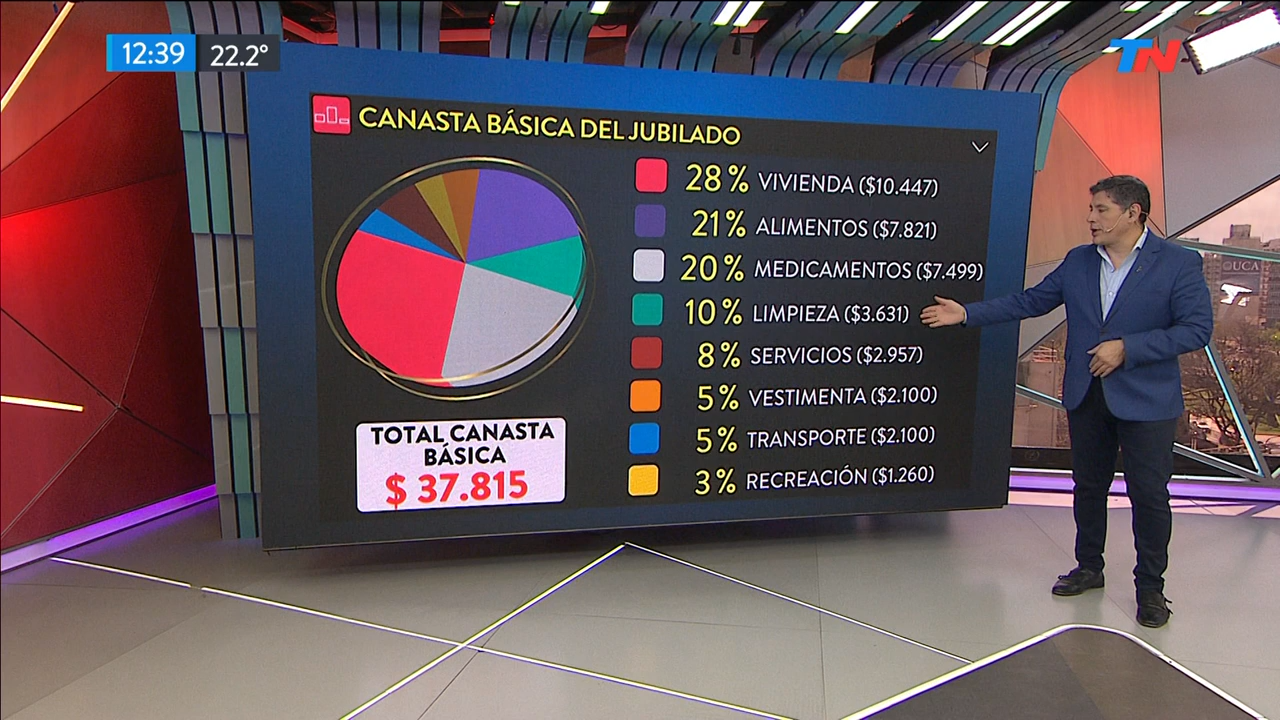 12:39 22.2°
TN
CANASTA BÁSICA DEL JUBILADO
28% VIVIENDA ($10.447)
21% ALIMENTOS ($7.821)
20% MEDICAMENTOS ($7.499)
10% LIMPIEZA ($3.631)
8% SERVICIOS ($2.957)
5% VESTIMENTA ($2.100)
5% TRANSPORTE ($2.100)
3% RECREACIÓN ($1.260)
TOTAL CANASTA
BÁSICA
$ 37.815
UCA